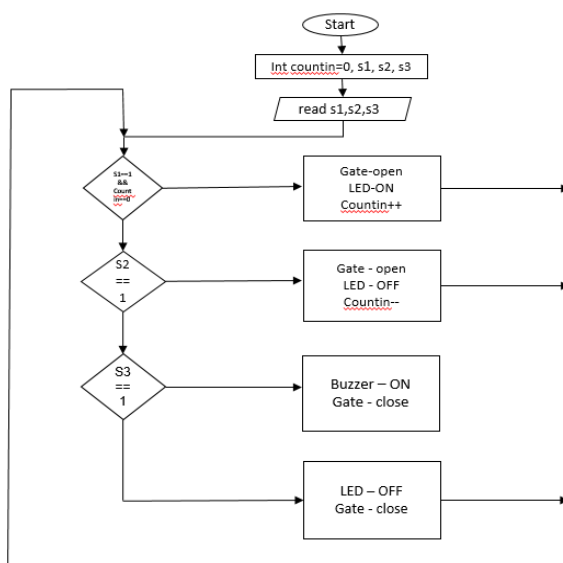 Start
Int countin=0, s1, s2, s3
read s1,s2,s3
S1==1
&&
Count
in==0
Gate-open
LED-ON
Countin++
S2
==
1
Gate - open
LED - OFF
Countin--
S3
==
1
Buzzer – ON
Gate - close
LED – OFF
Gate - close